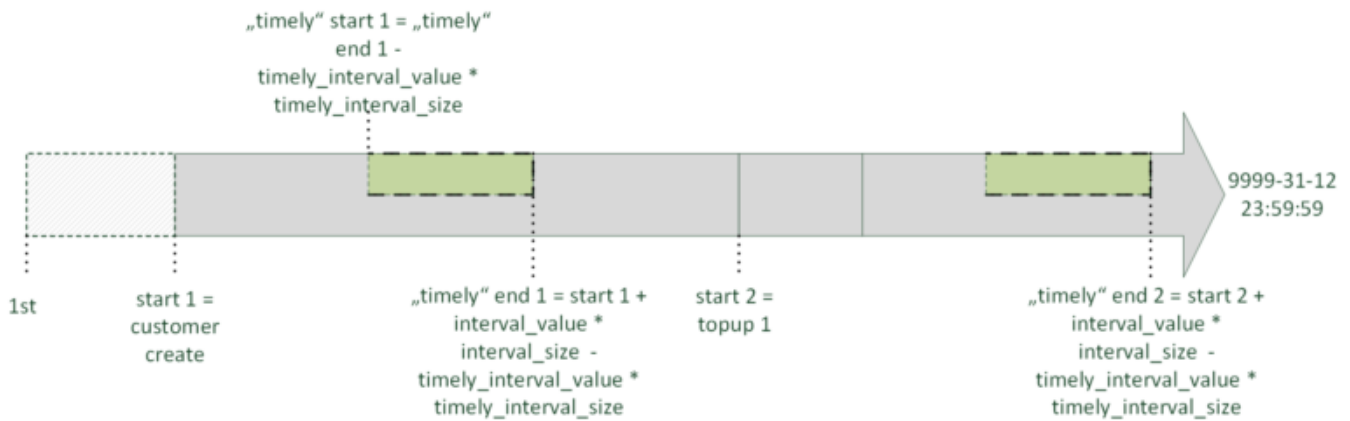 „timely“ start 1 = „timely“
end 1 -
timely_interval_value *
timely_interval_size
9999-31-12
23:59:59
1st
start 1 =
customer
create
„timely“ end 1 = start 1 +
interval_value *
interval_size -
timely_interval_value *
timely_interval_size
start 2 =
topup 1
„timely“ end 2 = start 2 +
interval_value *
interval_size -
timely_interval_value *
timely_interval_size